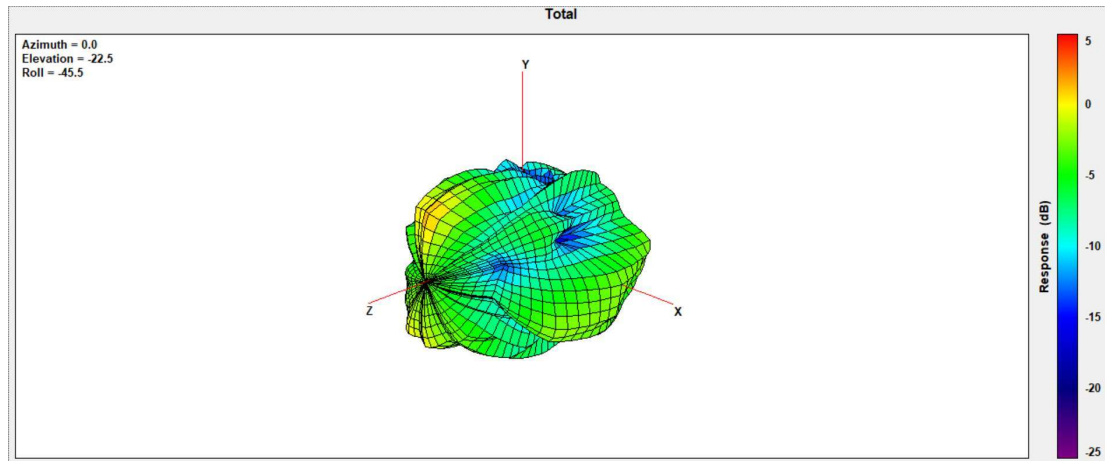 Total
Azimuth = 0.0
Elevation = -22.5
Roll = -45.5
Y
Z
X
5
0
-5
-10
-15
-20
-25
Response (dB)